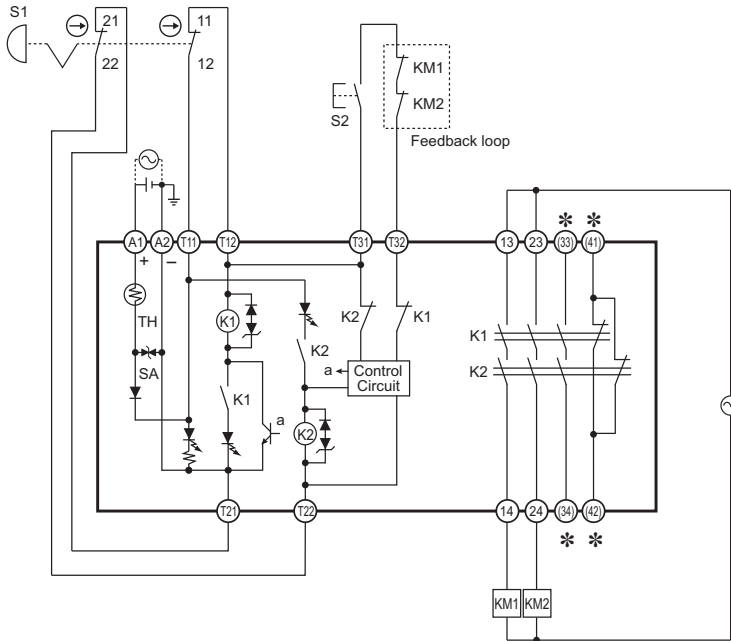 S1
21
22
11
12
S2
KM1
KM2
Feedback loop
A1
A2
T11
T12
T31
T32
13
23
(33)
(41)
*
*
+
−
TH
SA
K1
K1
K2
K2
K2
K1
a
a
Control
Circuit
K1
K2
T21
T22
14
24
(34)
(42)
*
*
KM1
KM2